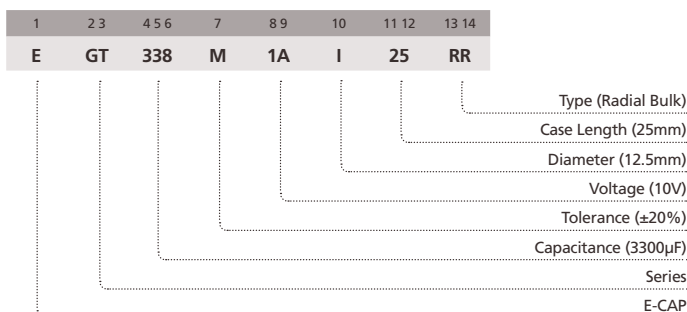 1 2 3 4 5 6 7 8 9 10 11 12 13 14
E GT 338 M 1A I 25 RR
Type (Radial Bulk)
Case Length (25mm)
Diameter (12.5mm)
Voltage (10V)
Tolerance (±20%)
Capacitance (3300µF)
Series
E-CAP